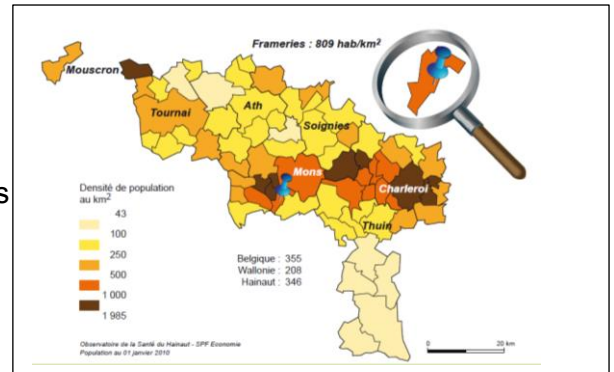 Frameries : 809 hab/km²
Mouscron
Tournai
Ath
Soignies
Mons
Charleroi
Thuin
s
Densité de population
au km²
43
100
250
500
1 000
1 985
Belgique : 355
Wallonie : 208
Hainaut : 346
Observatoire de la Santé du Hainaut - SPF Economie
Population au 01 janvier 2010
0
20 km